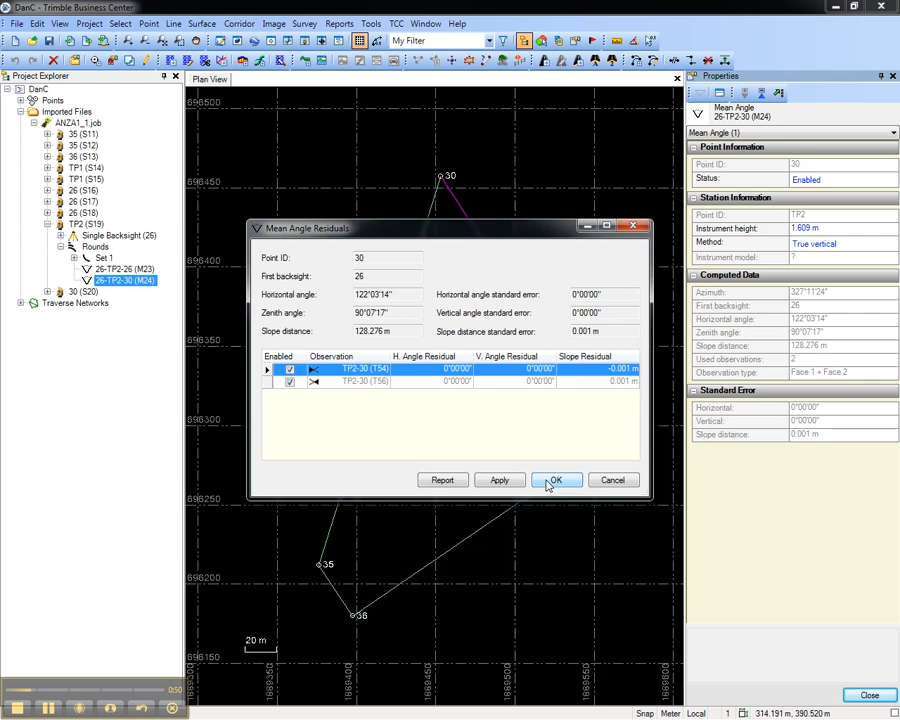 DanC - Trimble Business Center
File Edit View Project Select Point Line Surface Corridor Image Survey Reports Tools TCC Window Help
My Filter
Project Explorer
DanC
Points
Imported Files
ANZA1_1.job
35 (S11)
35 (S12)
36 (S13)
TP1 (S14)
TP1 (S15)
26 (S16)
26 (S17)
26 (S18)
TP2 (S19)
Single Backsight (26)
Rounds
Set 1
26-TP2-26 (M23)
26-TP2-30 (M24)
30 (S20)
Traverse Networks
0:50
Plan View
696500
696450
696400
696350
696300
696250
696200
696150
1889300
1889350
1889400
1889450
1889500
1889550
1889600
30
35
36
20 m
Mean Angle Residuals
Point ID: 30
First backsight: 26
Horizontal angle: 122°03'14" Horizontal angle standard error: 0°00'00"
Zenith angle: 90°07'17" Vertical angle standard error: 0°00'00"
Slope distance: 128.276 m Slope distance standard error: 0.001 m
Enabled Observation H. Angle Residual V. Angle Residual Slope Residual
TP2-30 (T54) 0°00'00" 0°00'00" -0.001 m
TP2-30 (T56) 0°00'00" 0°00'00" 0.001 m
Report Apply OK Cancel
Properties
Mean Angle
26-TP2-30 (M24)
Mean Angle (1)
Point Information
Point ID: 30
Status: Enabled
Station Information
Point ID: TP2
Instrument height: 1.609 m
Method: True vertical
Instrument model: ?
Computed Data
Azimuth: 327°11'24"
First backsight: 26
Horizontal angle: 122°03'14"
Zenith angle: 90°07'17"
Slope distance: 128.276 m
Used observations: 2
Observation type: Face 1 + Face 2
Standard Error
Horizontal: 0°00'00"
Vertical: 0°00'00"
Slope distance: 0.001 m
Close
Snap Meter Local 1 314.191 m, 390.520 m